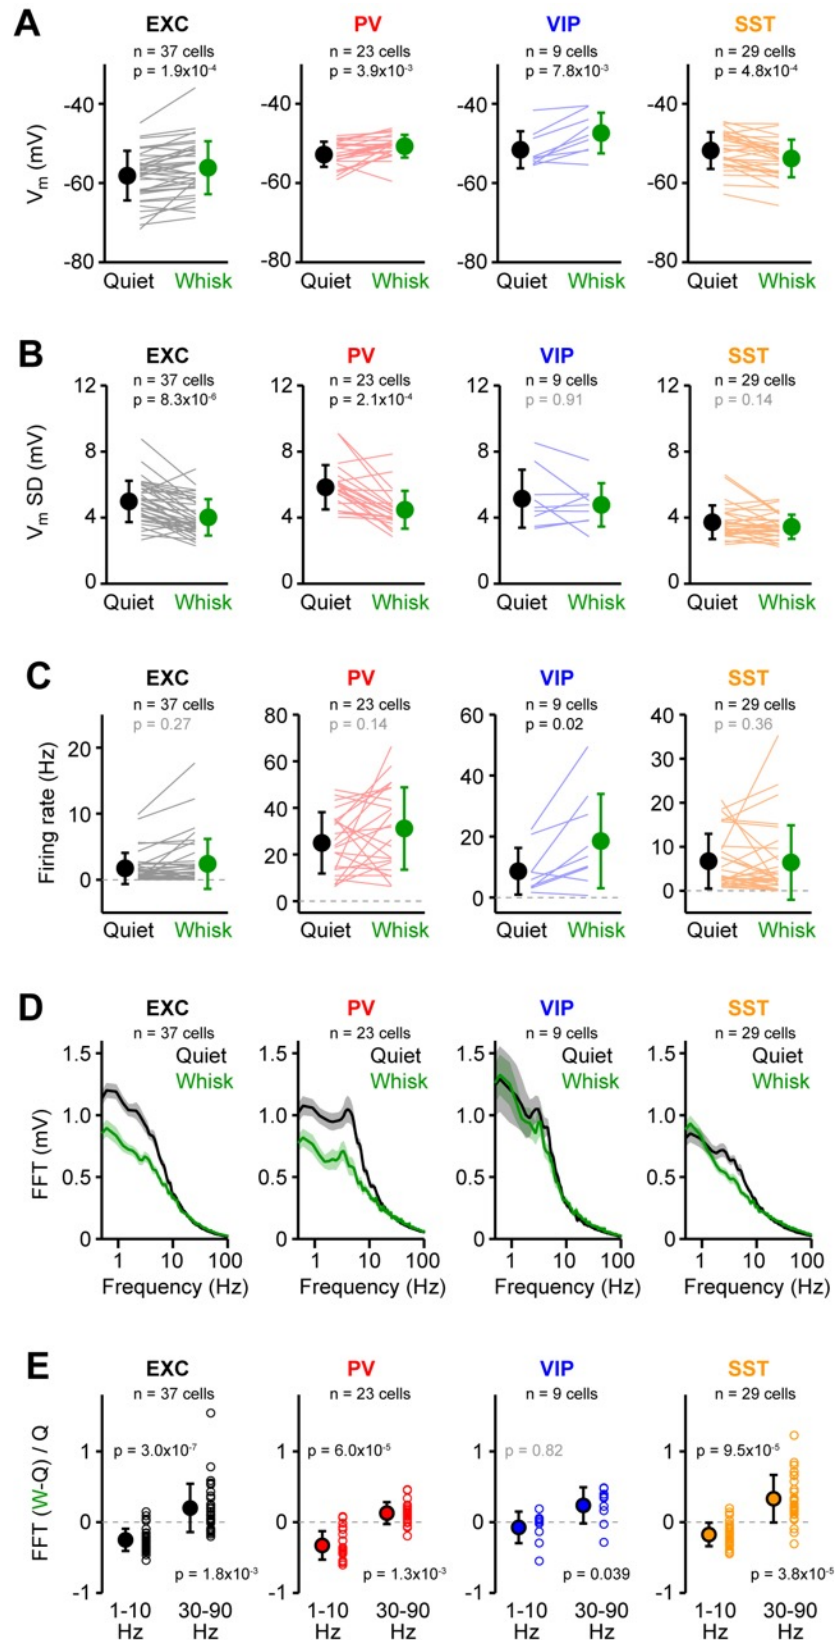 A
EXC PV VIP SST
n = 37 cells n = 23 cells n = 9 cells n = 29 cells
p = 1.9x10-4 p = 3.9x10-3 p = 7.8x10-3 p = 4.8x10-4
Vm (mV)
-40 -40 -40 -40
-60 -60 -60 -60
-80 -80 -80 -80
Quiet Whisk Quiet Whisk Quiet Whisk Quiet Whisk
B
EXC PV VIP SST
n = 37 cells n = 23 cells n = 9 cells n = 29 cells
p = 8.3x10-6 p = 2.1x10-4 p = 0.91 p = 0.14
Vm SD (mV)
12 12 12 12
8 8 8 8
4 4 4 4
0 0 0 0
Quiet Whisk Quiet Whisk Quiet Whisk Quiet Whisk
C
EXC PV VIP SST
n = 37 cells n = 23 cells n = 9 cells n = 29 cells
p = 0.27 p = 0.14 p = 0.02 p = 0.36
Firing rate (Hz)
20 10 0
80 60 40 20 0
60 40 20 0
40 30 20 10 0
Quiet Whisk Quiet Whisk Quiet Whisk Quiet Whisk
D
EXC PV VIP SST
n = 37 cells n = 23 cells n = 9 cells n = 29 cells
Quiet Quiet Quiet Quiet
Whisk Whisk Whisk Whisk
FFT (mV)
1.5 1.5 1.5 1.5
1.0 1.0 1.0 1.0
0.5 0.5 0.5 0.5
0 0 0 0
1 10 100 1 10 100 1 10 100 1 10 100
Frequency (Hz) Frequency (Hz) Frequency (Hz) Frequency (Hz)
E
EXC PV VIP SST
n = 37 cells n = 23 cells n = 9 cells n = 29 cells
FFT (W-Q) / Q
1 1 1 1
p = 3.0x10-7 p = 6.0x10-5 p = 0.82 p = 9.5x10-5
0 0 0 0
p = 1.8x10-3 p = 1.3x10-3 p = 0.039 p = 3.8x10-5
-1 -1 -1 -1
1-10 30-90 1-10 30-90 1-10 30-90 1-10 30-90
Hz Hz Hz Hz Hz Hz Hz Hz